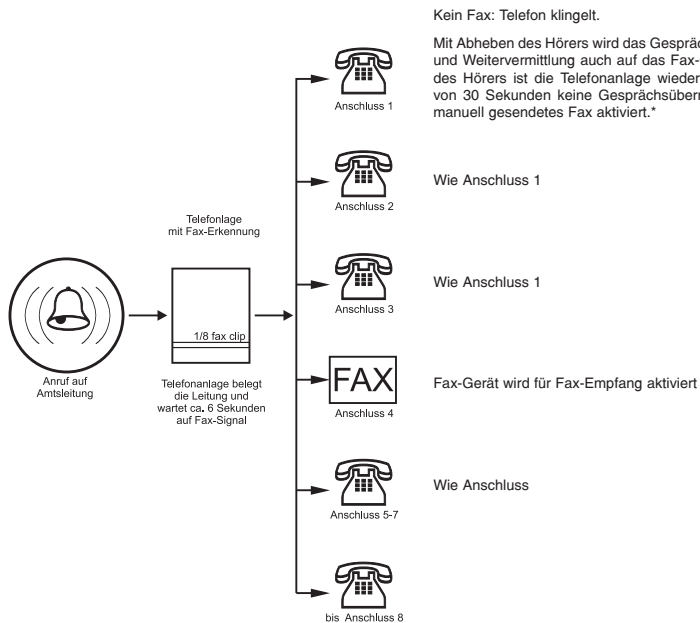 Kein Fax: Telefon klingelt.
Mit Abheben des Hörers wird das Gespräc
und Weitervermittlung auch auf das Fax-
des Hörers ist die Telefonanlage wieder
von 30 Sekunden keine Gesprächsüberr
manuell gesendetes Fax aktiviert.*
Anschluss 1
Wie Anschluss 1
Anschluss 2
Telefonlage
mit Fax-Erkennung
Wie Anschluss 1
Anschluss 3
1/8 fax clip
Anruf auf
Amtsleitung
Telefonanlage belegt
die Leitung und
wartet ca. 6 Sekunden
auf Fax-Signal
FAX
Fax-Gerät wird für Fax-Empfang aktiviert
Anschluss 4
Wie Anschluss
Anschluss 5-7
bis Anschluss 8